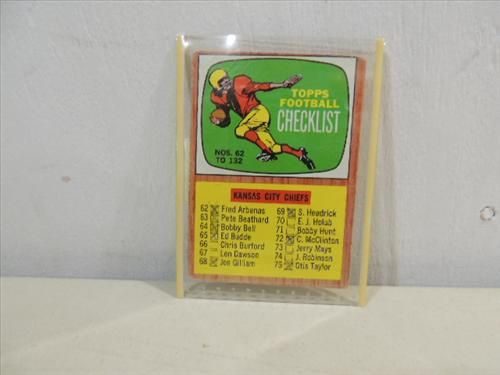 TOPPS
FOOTBALL
CHECKLIST
NOS. 62
TO 132
KANSAS CITY CHIEFS
62 Fred Arbanas
63 Pete Beathard
64 Bobby Bell
65 Ed Budde
66 Chris Burford
67 Len Dawson
68 Jon Gilliam
69 S. Headrick
70 E. J. Holub
71 Bobby Hunt
72 C. McClinton
73 Jerry Mays
74 J. Robinson
75 Otis Taylor